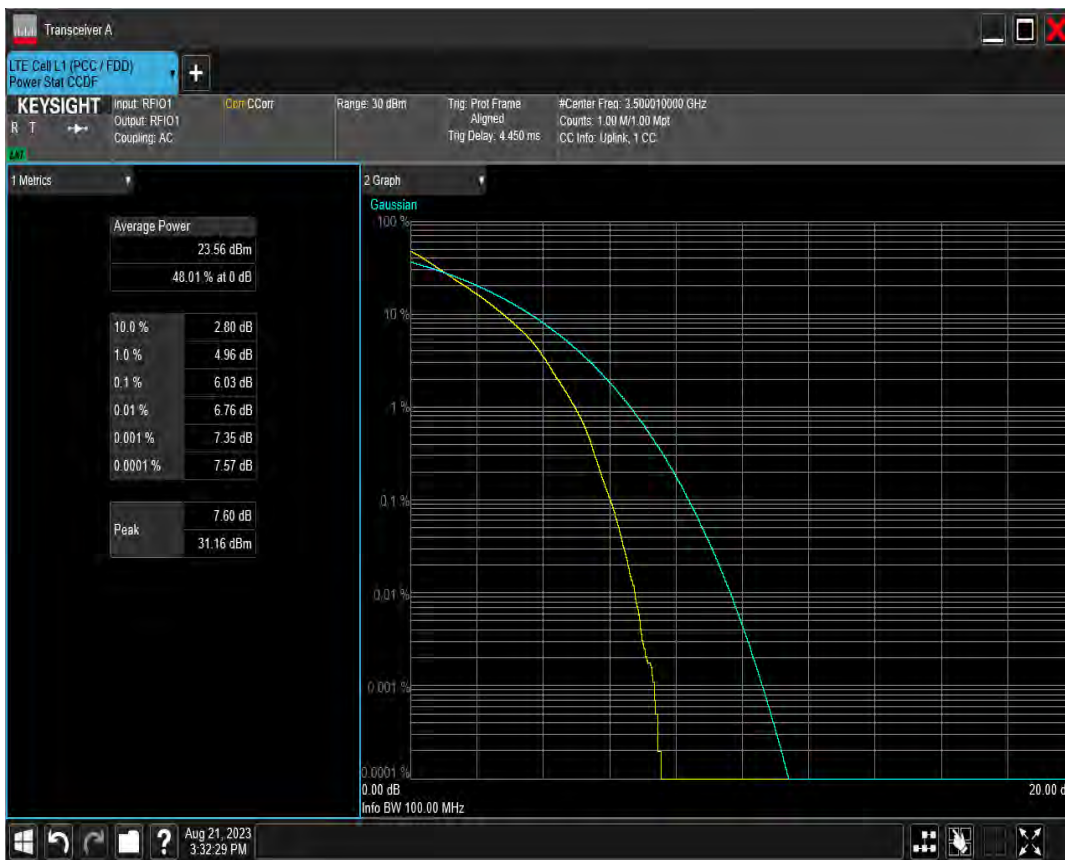 Transceiver A
LTE Cell L1 (PCC / FDD)
Power Stat CCDF
+
KEYSIGHT
R T
LNI
Input: RFIO1
Output: RFIO1
Coupling: AC
Corr CCorr
Range: 30 dBm
Trig: Prot Frame
Aligned
Trig Delay: 4.450 ms
#Center Freq: 3.500010000 GHz
Counts: 1.00 M/1.00 Mpt
CC Info: Uplink, 1 CC
1 Metrics
Average Power
23.56 dBm
48.01 % at 0 dB
10.0 % 2.80 dB
1.0 % 4.96 dB
0.1 % 6.03 dB
0.01 % 6.76 dB
0.001 % 7.35 dB
0.0001 % 7.57 dB
Peak
7.60 dB
31.16 dBm
2 Graph
Gaussian
100 %
10 %
1 %
0.1 %
0.01 %
0.001 %
0.0001 %
0.00 dB
20.00 d
Info BW 100.00 MHz
?
Aug 21, 2023
3:32:29 PM